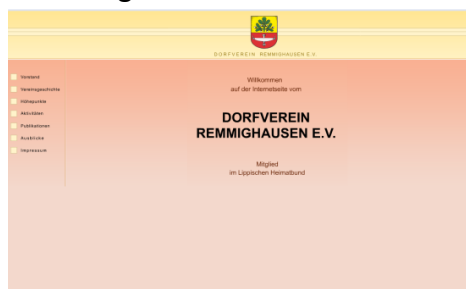 DORFVEREIN REMMIGHAUSEN E.V.
Vorstand
Vereinsgeschichte
Höhepunkte
Aktivitäten
Publikationen
Ausblicke
Impressum
Willkommen
auf der Internetseite vom
DORFVEREIN
REMMIGHAUSEN E.V.
Mitglied
im Lippischen Heimatbund